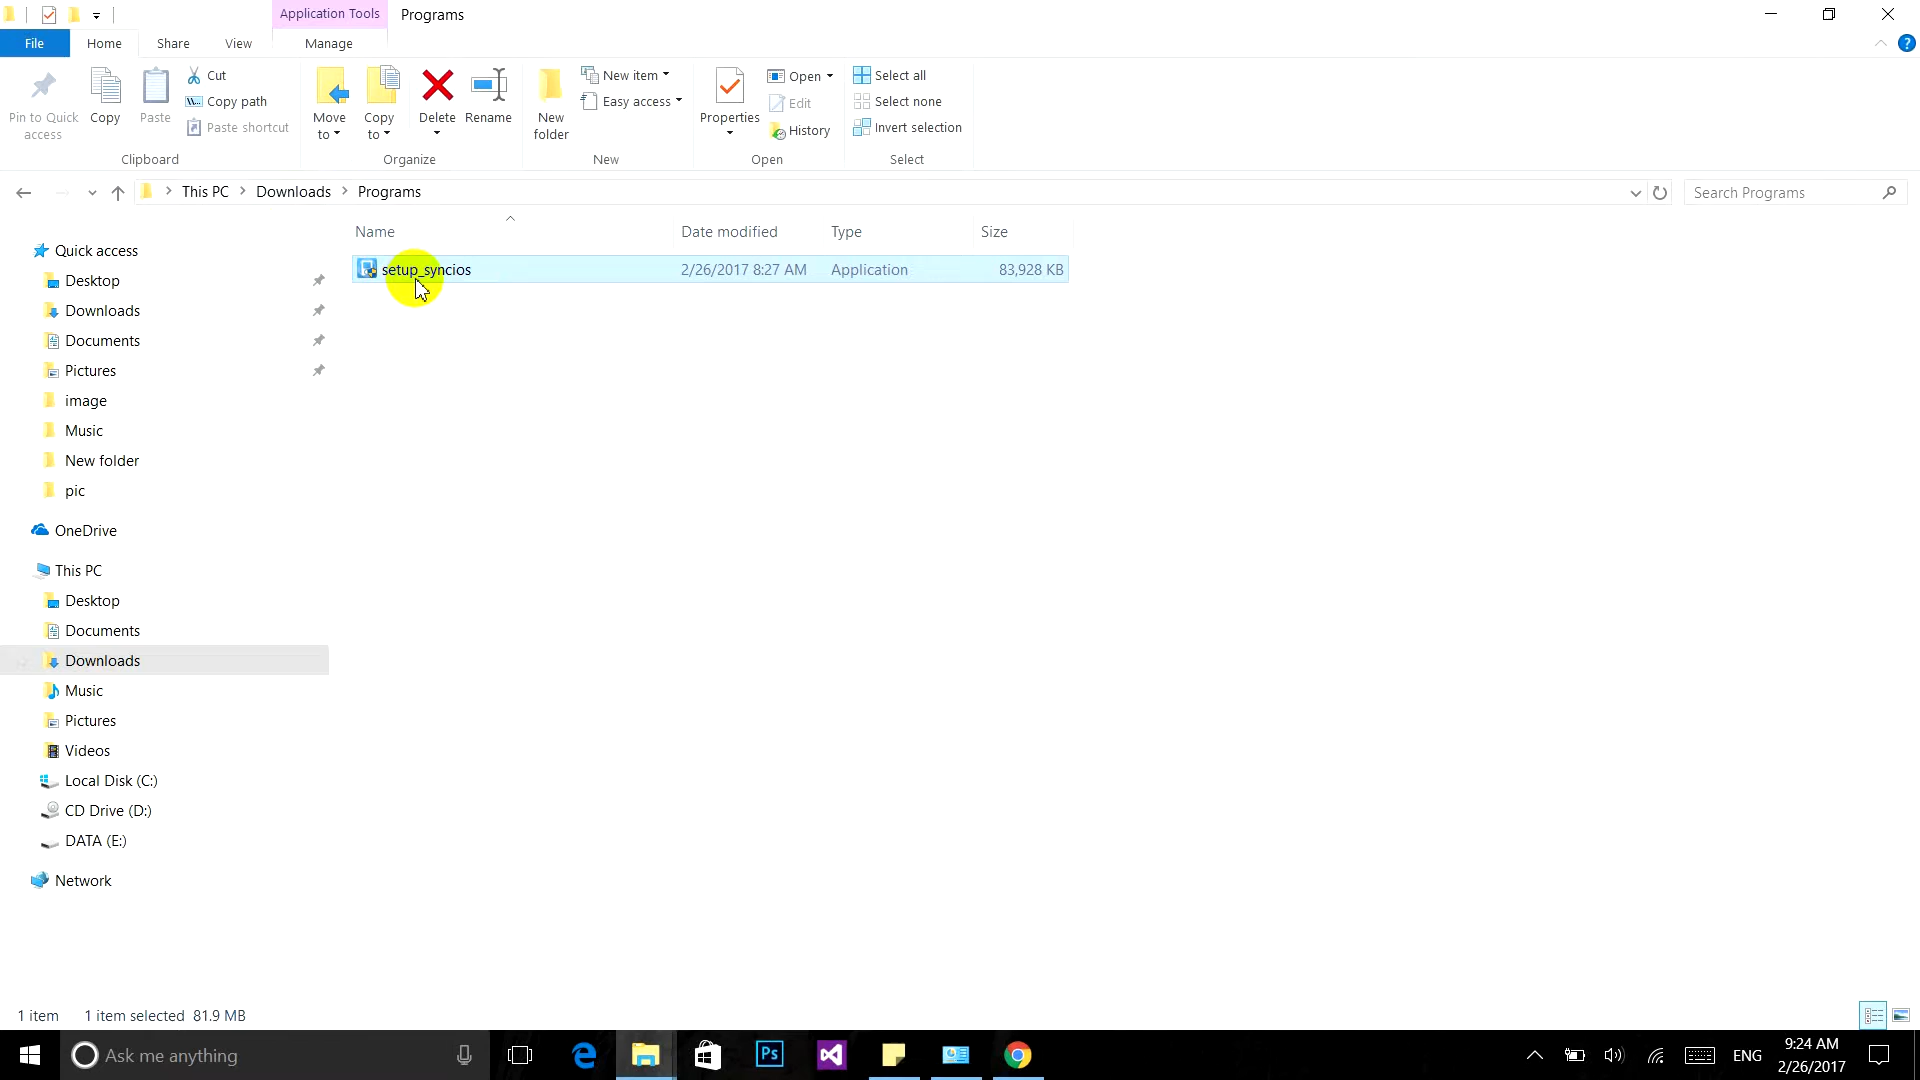 Application Tools
Programs
File
Home
Share
View
Manage
Pin to Quick access
Copy
Paste
Cut
Copy path
Paste shortcut
Clipboard
Move to
Copy to
Delete
Rename
Organize
New folder
New item
Easy access
New
Properties
Open
Edit
History
Open
Select all
Select none
Invert selection
Select
This PC
Downloads
Programs
Search Programs
Name
Date modified
Type
Size
setup_syncios
2/26/2017 8:27 AM
Application
83,928 KB
Quick access
Desktop
Downloads
Documents
Pictures
image
Music
New folder
pic
OneDrive
This PC
Desktop
Documents
Downloads
Music
Pictures
Videos
Local Disk (C:)
CD Drive (D:)
DATA (E:)
Network
1 item
1 item selected 81.9 MB
Ask me anything
Ps
ENG
9:24 AM
2/26/2017